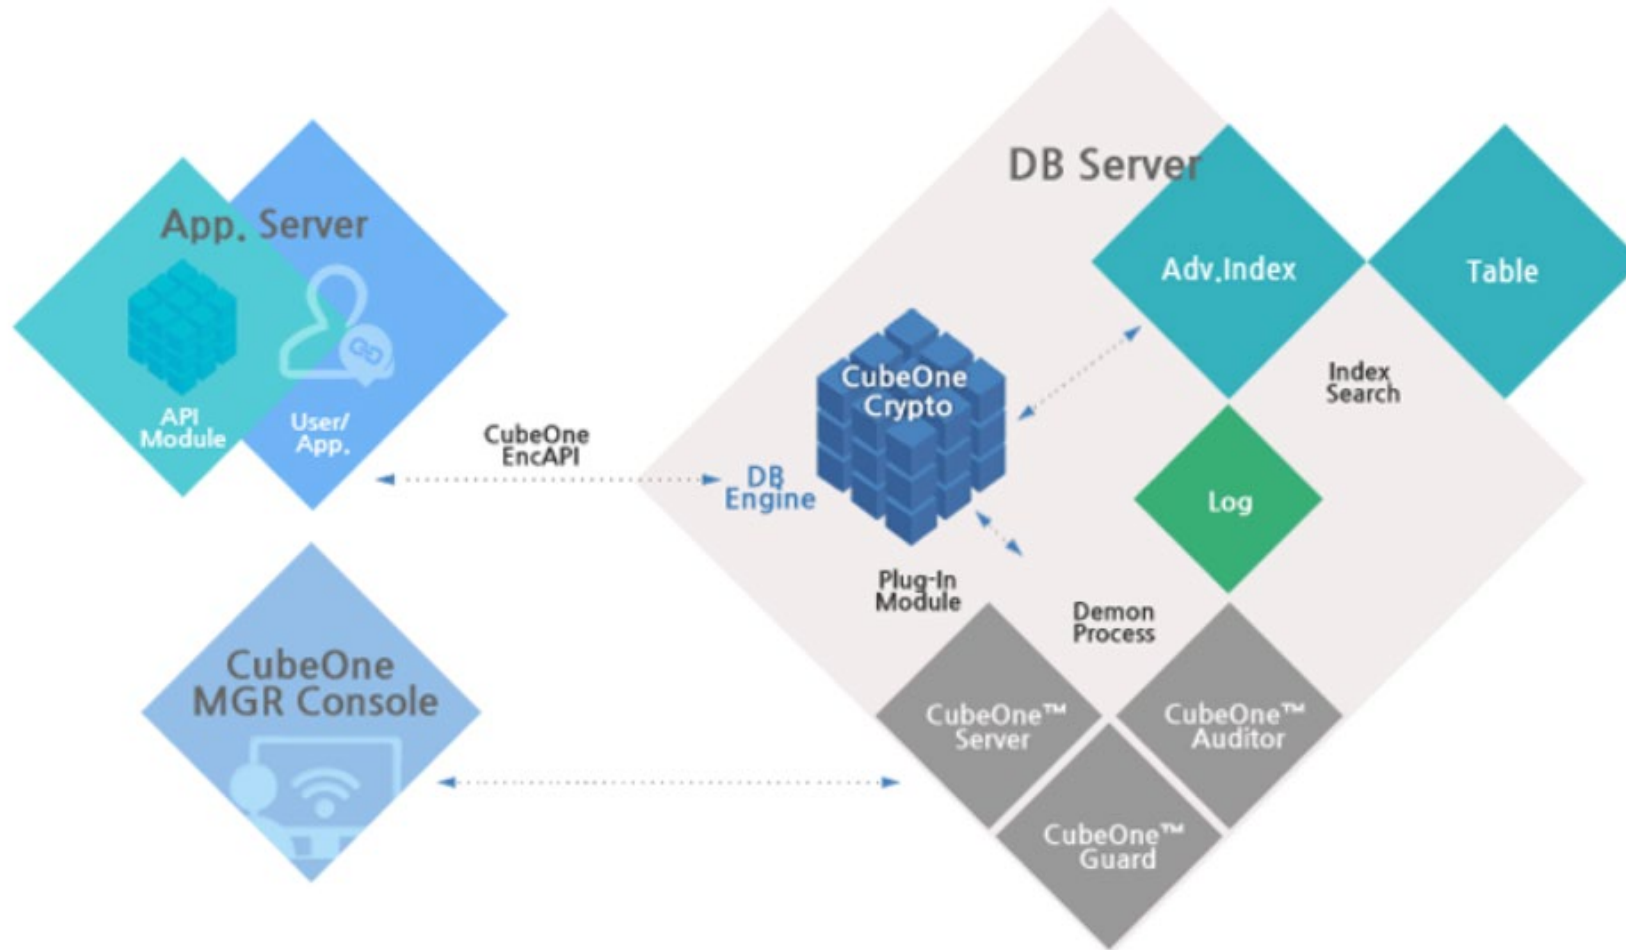 DB Server
App. Server
Adv.Index
Table
CubeOne
Crypto
Index
Search
API
Module
User/
App.
CubeOne
EncAPI
DB
Engine
Log
Plug-In
Module
Demon
Process
CubeOne
MGR Console
CubeOne™
Server
CubeOne™
Auditor
CubeOne™
Guard